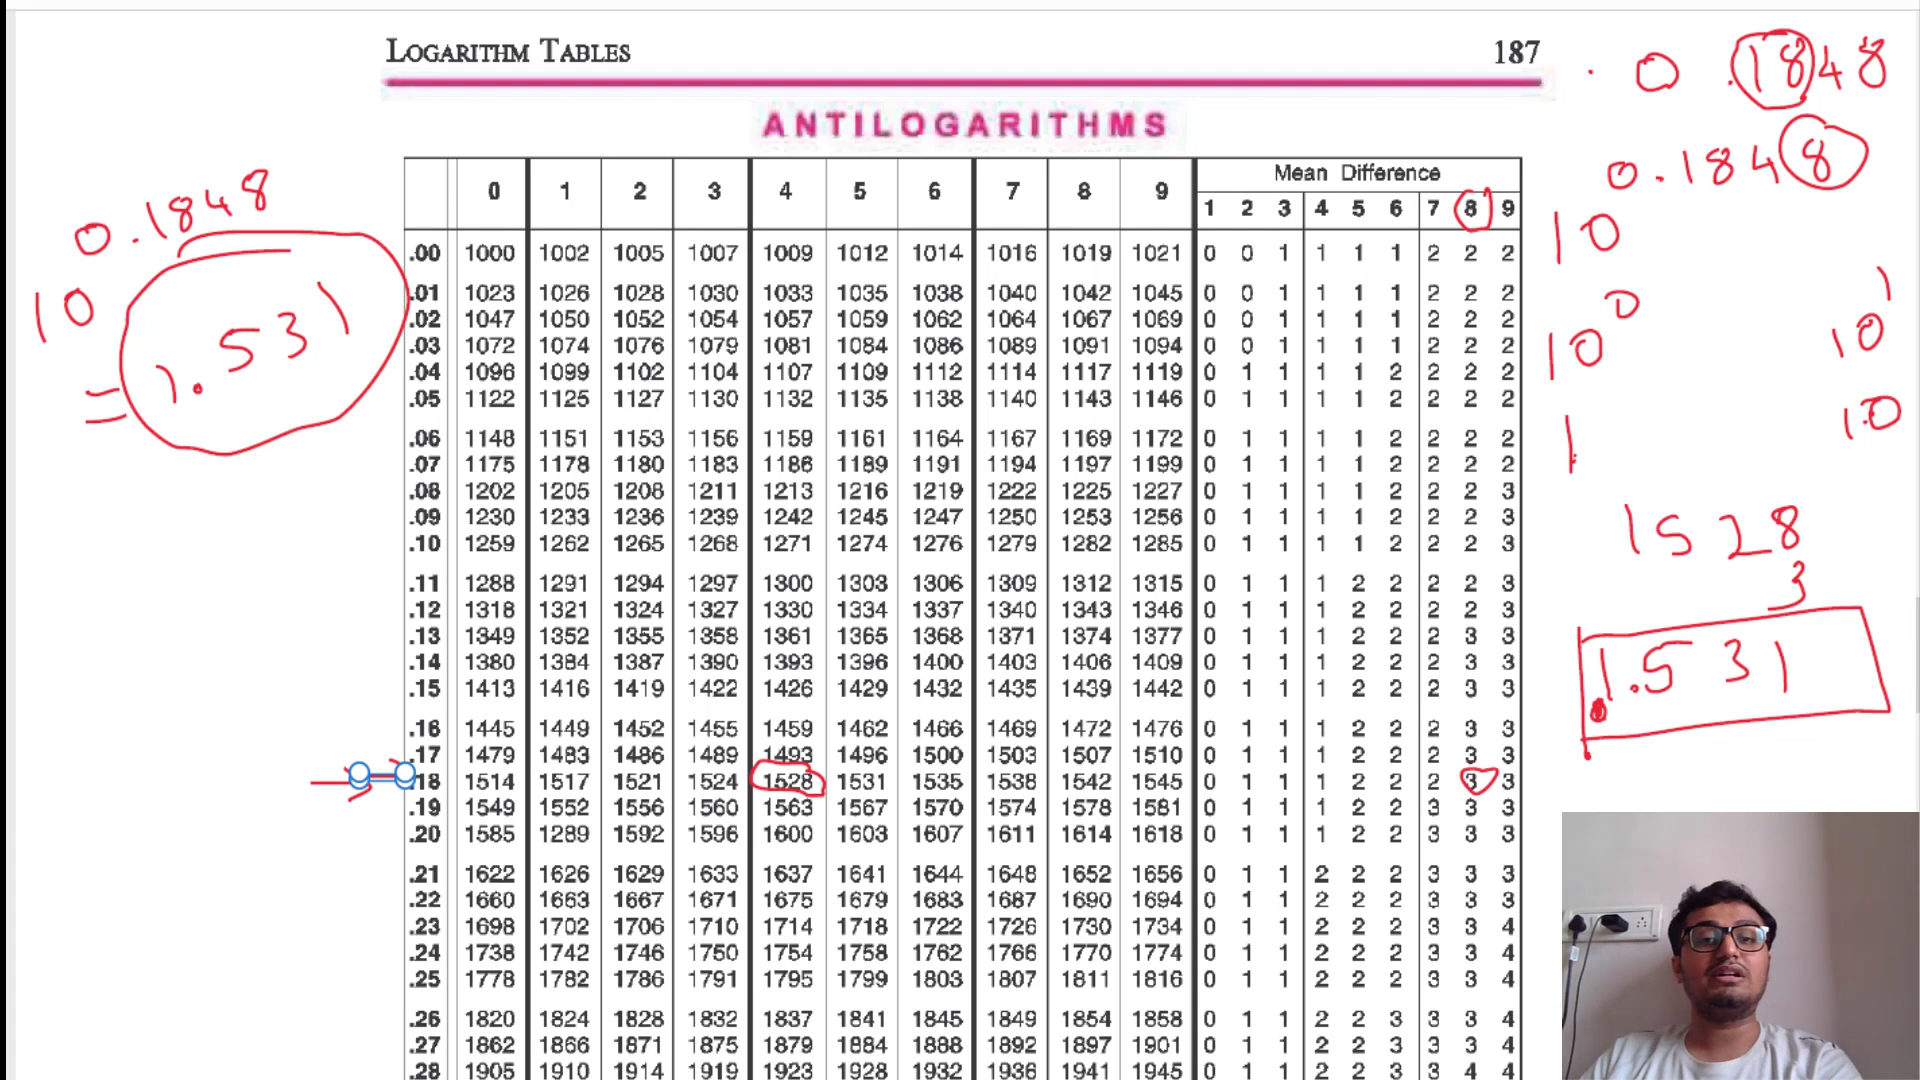 LOGARITHM TABLES 187
ANTILOGARITHMS
0 .1848
0.1848
10
10 0
10 1
1
10
1528
3
1.531
0.1848
10
= 1.531
Mean Difference
0 1 2 3 4 5 6 7 8 9 1 2 3 4 5 6 7 8 9
.00 1000 1002 1005 1007 1009 1012 1014 1016 1019 1021 0 0 1 1 1 1 2 2 2
.01 1023 1026 1028 1030 1033 1035 1038 1040 1042 1045 0 0 1 1 1 1 2 2 2
.02 1047 1050 1052 1054 1057 1059 1062 1064 1067 1069 0 0 1 1 1 1 2 2 2
.03 1072 1074 1076 1079 1081 1084 1086 1089 1091 1094 0 0 1 1 1 1 2 2 2
.04 1096 1099 1102 1104 1107 1109 1112 1114 1117 1119 0 1 1 1 1 2 2 2 2
.05 1122 1125 1127 1130 1132 1135 1138 1140 1143 1146 0 1 1 1 1 2 2 2 2
.06 1148 1151 1153 1156 1159 1161 1164 1167 1169 1172 0 1 1 1 1 2 2 2 2
.07 1175 1178 1180 1183 1186 1189 1191 1194 1197 1199 0 1 1 1 1 2 2 2 2
.08 1202 1205 1208 1211 1213 1216 1219 1222 1225 1227 0 1 1 1 1 2 2 2 3
.09 1230 1233 1236 1239 1242 1245 1247 1250 1253 1256 0 1 1 1 1 2 2 2 3
.10 1259 1262 1265 1268 1271 1274 1276 1279 1282 1285 0 1 1 1 1 2 2 2 3
.11 1288 1291 1294 1297 1300 1303 1306 1309 1312 1315 0 1 1 1 2 2 2 2 3
.12 1318 1321 1324 1327 1330 1334 1337 1340 1343 1346 0 1 1 1 2 2 2 2 3
.13 1349 1352 1355 1358 1361 1365 1368 1371 1374 1377 0 1 1 1 2 2 2 3 3
.14 1380 1384 1387 1390 1393 1396 1400 1403 1406 1409 0 1 1 1 2 2 2 3 3
.15 1413 1416 1419 1422 1426 1429 1432 1435 1439 1442 0 1 1 1 2 2 2 3 3
.16 1445 1449 1452 1455 1459 1462 1466 1469 1472 1476 0 1 1 1 2 2 2 3 3
.17 1479 1483 1486 1489 1493 1496 1500 1503 1507 1510 0 1 1 1 2 2 2 3 3
.18 1514 1517 1521 1524 1528 1531 1535 1538 1542 1545 0 1 1 1 2 2 2 3 3
.19 1549 1552 1556 1560 1563 1567 1570 1574 1578 1581 0 1 1 1 2 2 3 3 3
.20 1585 1289 1592 1596 1600 1603 1607 1611 1614 1618 0 1 1 1 2 2 3 3 3
.21 1622 1626 1629 1633 1637 1641 1644 1648 1652 1656 0 1 1 2 2 2 3 3 3
.22 1660 1663 1667 1671 1675 1679 1683 1687 1690 1694 0 1 1 2 2 2 3 3 3
.23 1698 1702 1706 1710 1714 1718 1722 1726 1730 1734 0 1 1 2 2 2 3 3 4
.24 1738 1742 1746 1750 1754 1758 1762 1766 1770 1774 0 1 1 2 2 2 3 3 4
.25 1778 1782 1786 1791 1795 1799 1803 1807 1811 1816 0 1 1 2 2 2 3 3 4
.26 1820 1824 1828 1832 1837 1841 1845 1849 1854 1858 0 1 1 2 2 3 3 3 4
.27 1862 1866 1871 1875 1879 1884 1888 1892 1897 1901 0 1 1 2 2 3 3 3 4
.28 1905 1910 1914 1919 1923 1928 1932 1936 1941 1945 0 1 1 2 2 3 3 4 4